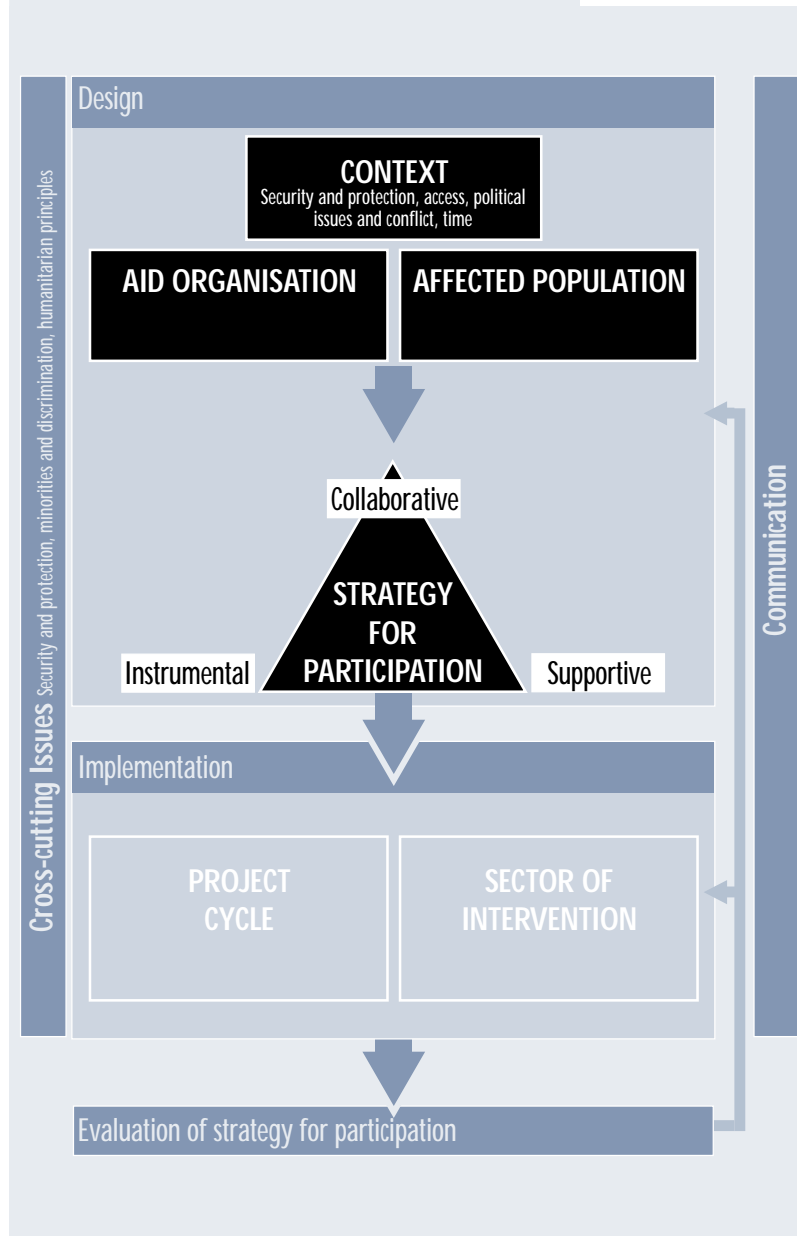 Design
CONTEXT
Security and protection, access, political
issues and conflict, time
AID ORGANISATION
AFFECTED POPULATION
Collaborative
STRATEGY
FOR
PARTICIPATION
Instrumental
Supportive
Implementation
PROJECT
CYCLE
SECTOR OF
INTERVENTION
Evaluation of strategy for participation
Cross-cutting Issues Security and protection, minorities and discrimination, humanitarian principles
Communication